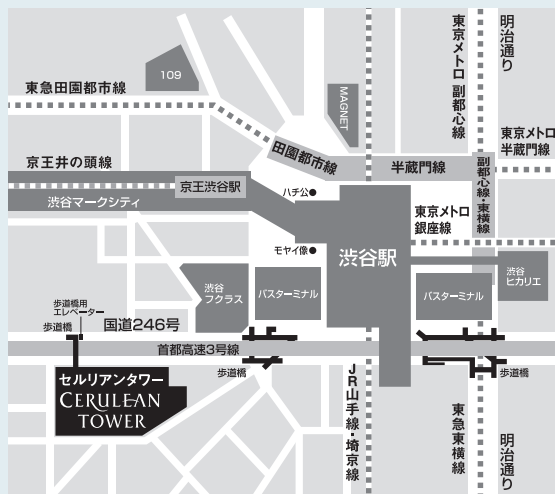 109
東急田園都市線
MAGNET
東京メトロ 副都心線
明治通り
東京メトロ
半蔵門線
田園都市線
半蔵門線
副都心線・東横線
京王井の頭線
京王渋谷駅
渋谷マークシティ
ハチ公
東京メトロ
銀座線
モヤイ像
渋谷駅
渋谷
フクラス
バスターミナル
バスターミナル
渋谷
ヒカリエ
歩道橋用
エレベーター
歩道橋
国道246号
首都高速3号線
歩道橋
歩道橋
セルリアンタワー
CERULEAN
TOWER
JR山手線・埼京線
東急東横線
明治通り